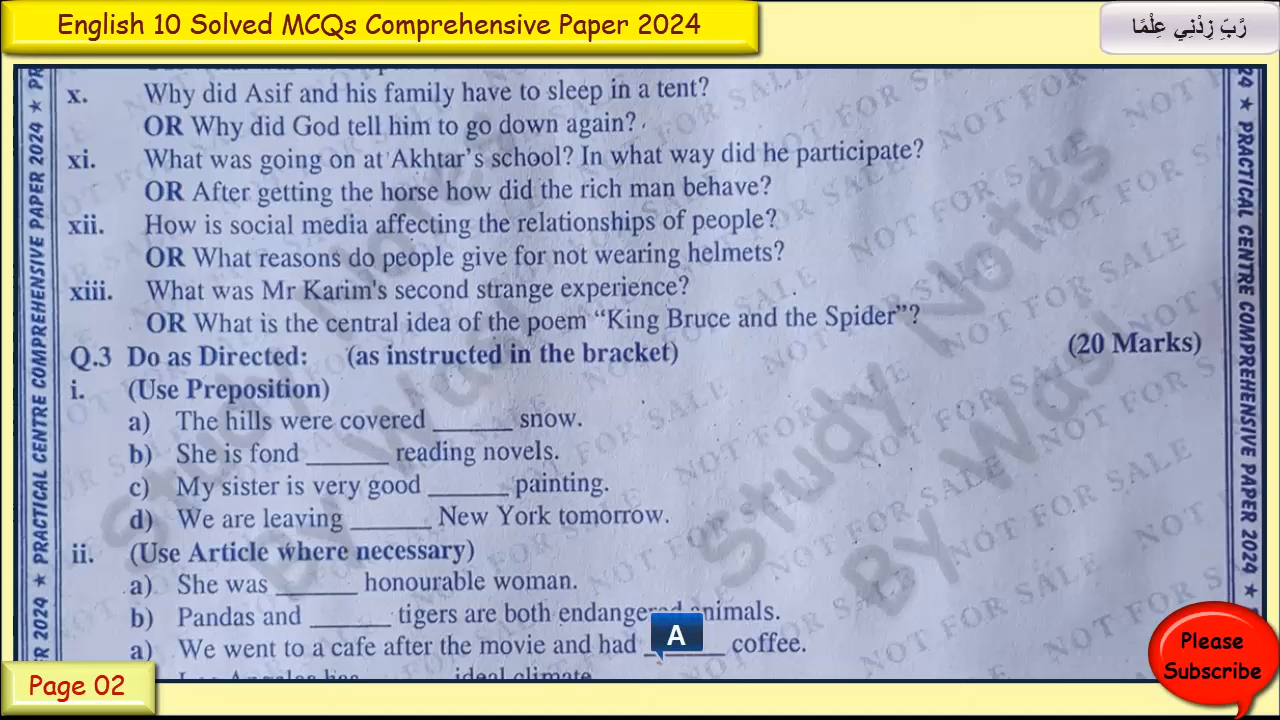 English 10 Solved MCQs Comprehensive Paper 2024
رَّبِّ زِدْنِي عِلْمًا
x. Why did Asif and his family have to sleep in a tent?
OR Why did God tell him to go down again?
xi. What was going on at Akhtar's school? In what way did he participate?
OR After getting the horse how did the rich man behave?
xii. How is social media affecting the relationships of people?
OR What reasons do people give for not wearing helmets?
xiii. What was Mr Karim's second strange experience?
OR What is the central idea of the poem “King Bruce and the Spider”?
Q.3 Do as Directed: (as instructed in the bracket) (20 Marks)
i. (Use Preposition)
a) The hills were covered ______ snow.
b) She is fond ______ reading novels.
c) My sister is very good ______ painting.
d) We are leaving ______ New York tomorrow.
ii. (Use Article where necessary)
a) She was ______ honourable woman.
b) Pandas and ______ tigers are both endangered animals.
A
a) We went to a cafe after the movie and had ______ coffee.
Los Angeles has ______ ideal climate.
Page 02
Please
Subscribe
2024 ★ PRACTICAL CENTRE COMPREHENSIVE PAPER 2024 ★ PR
24 ★ PRACTICAL CENTRE COMPREHENSIVE PAPER 2024 ★
NOT FOR SALE
Study Notes
By Wasi